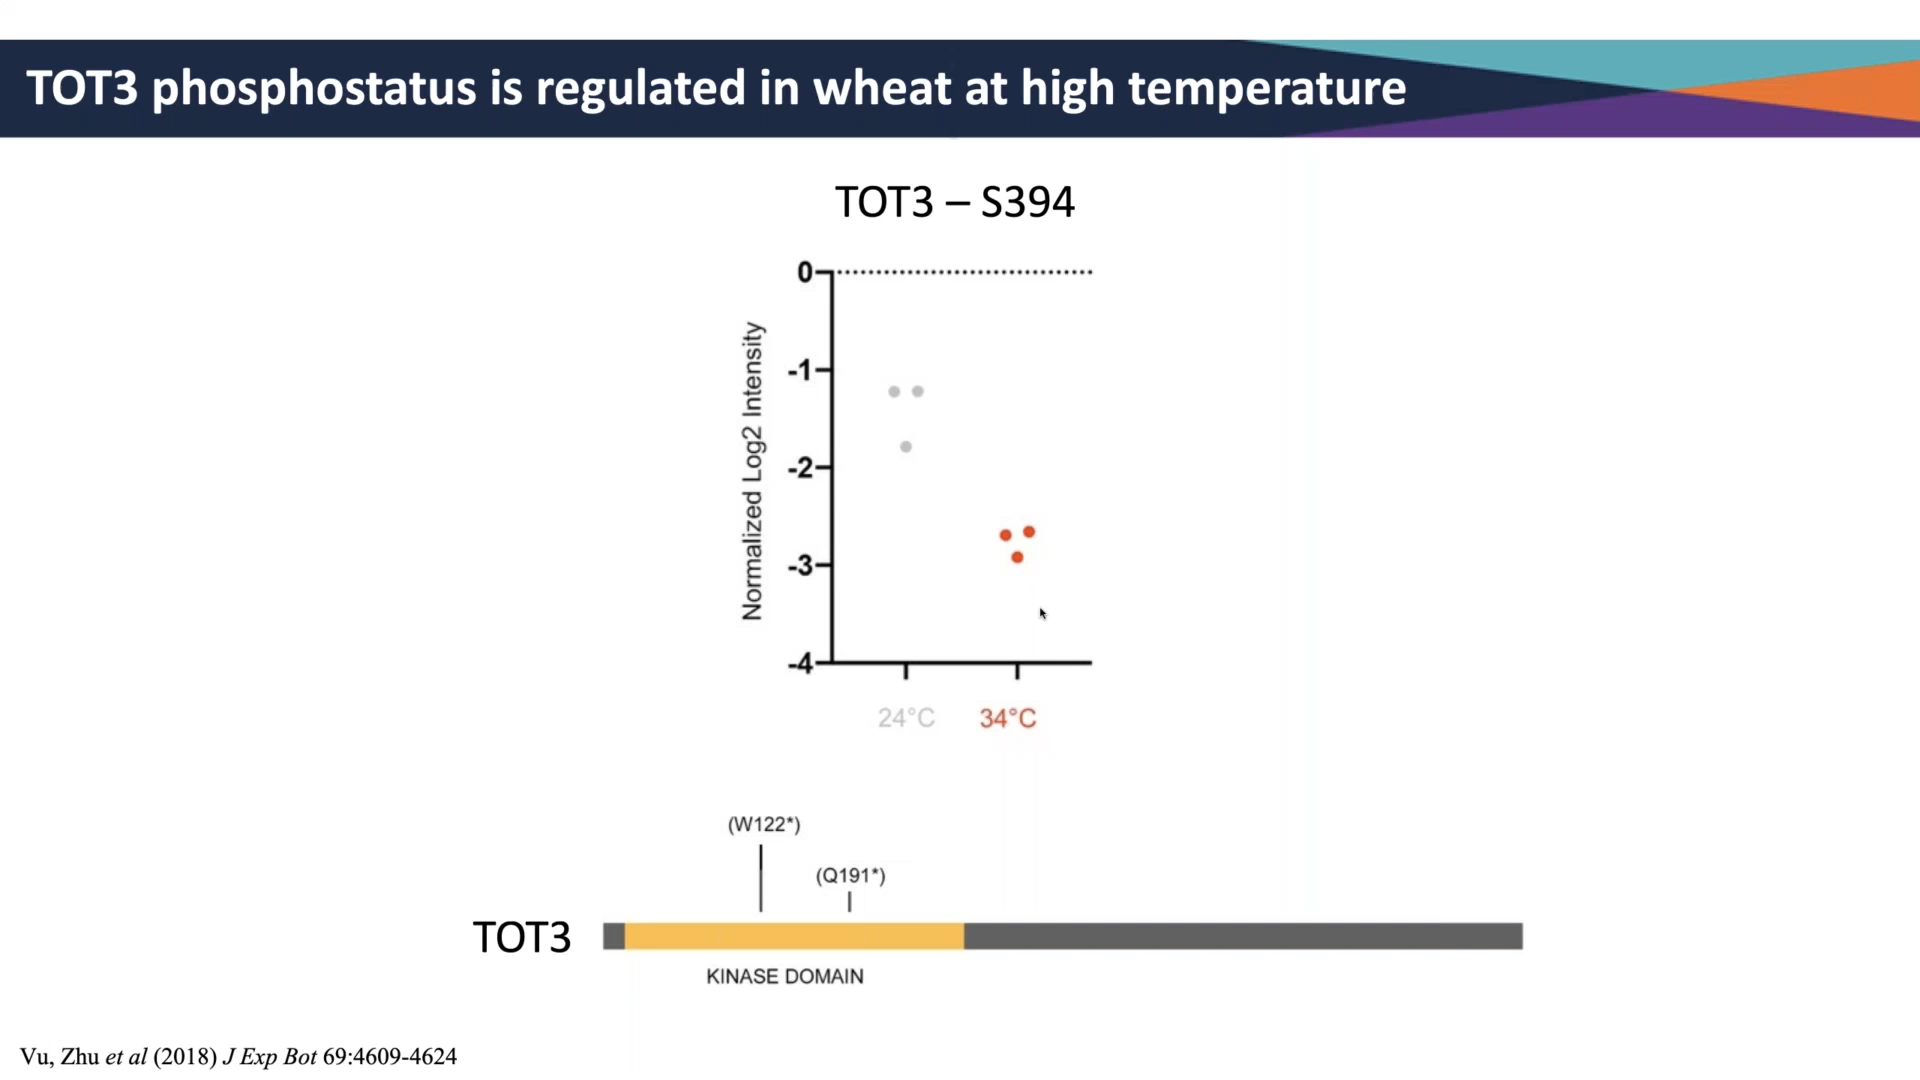 TOT3 phosphostatus is regulated in wheat at high temperature
TOT3 – S394
Normalized Log2 Intensity
0
-1
-2
-3
-4
24°C
34°C
(W122*)
(Q191*)
TOT3
KINASE DOMAIN
Vu, Zhu et al (2018) J Exp Bot 69:4609-4624